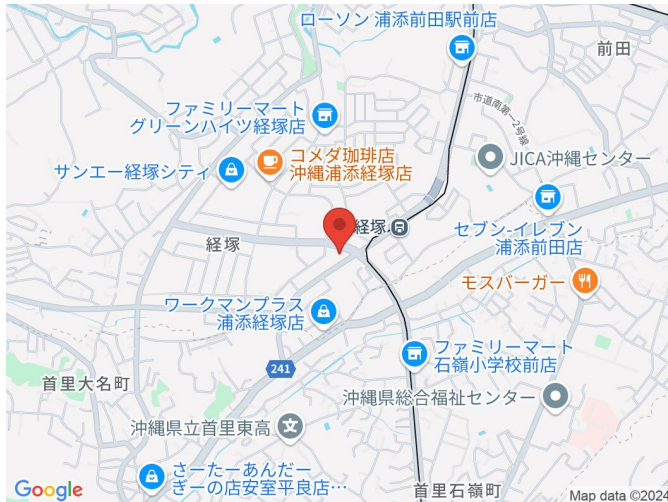 ローソン 浦添前田駅前店
前田
市道南第一2号線
ファミリーマート
グリーンハイツ経塚店
コメダ珈琲店
沖縄浦添経塚店
サンエー経塚シティ
JICA沖縄センター
セブン-イレブン
浦添前田店
経塚
経塚
モスバーガー
ワークマンプラス
浦添経塚店
241
ファミリーマート
石嶺小学校前店
首里大名町
沖縄県総合福祉センター
沖縄県立首里東高
さーたーあんだー
ぎーの店安室平良店…
首里石嶺町
Google
Map data ©2024